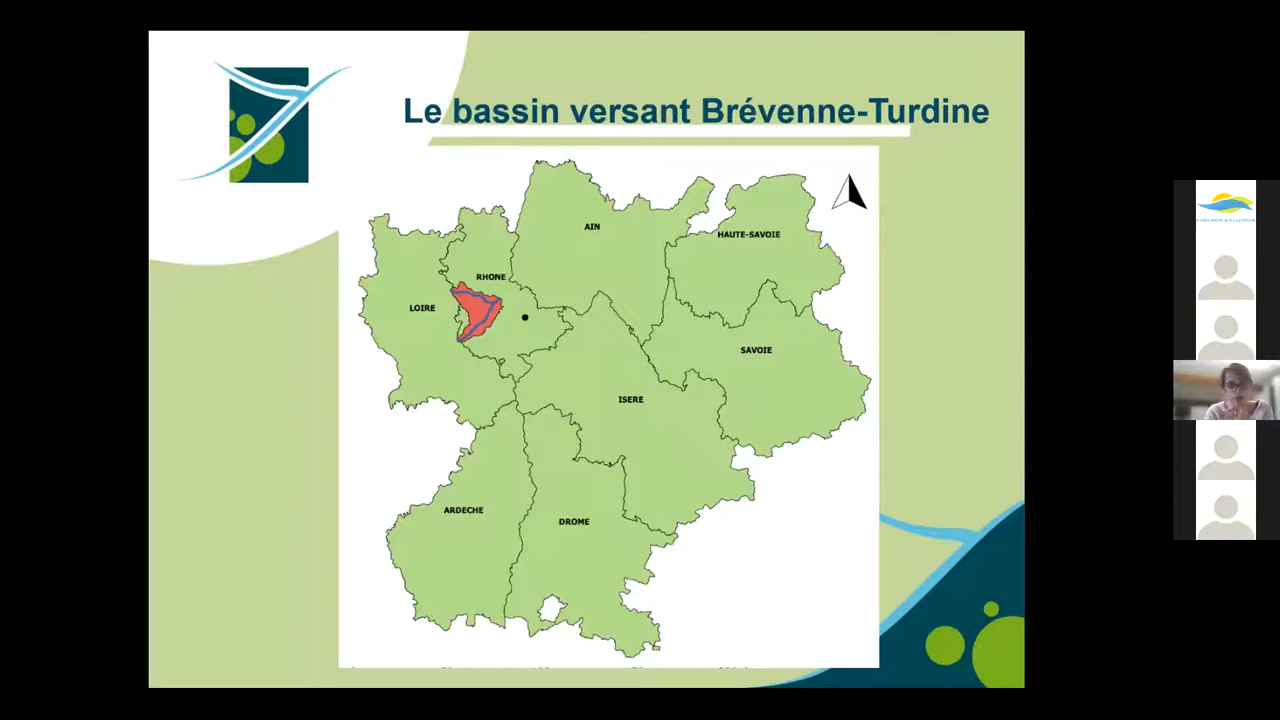 Le bassin versant Brévenne-Turdine
AIN
HAUTE-SAVOIE
RHONE
LOIRE
SAVOIE
ISERE
ARDECHE
DROME